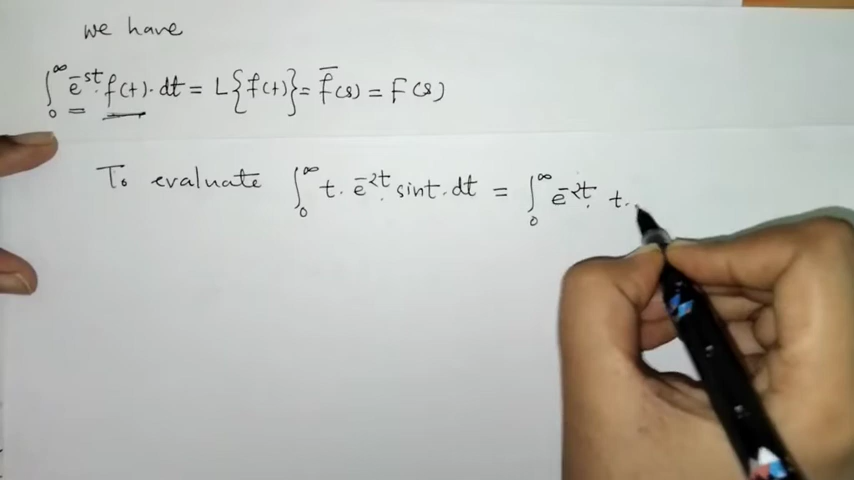 we have
∫₀^∞ e^-st. f(t). dt = L{f(t)} = f̅(s) = F(s)
To evaluate ∫₀^∞ t. e^-2t. sint. dt = ∫₀^∞ e^-2t. t.